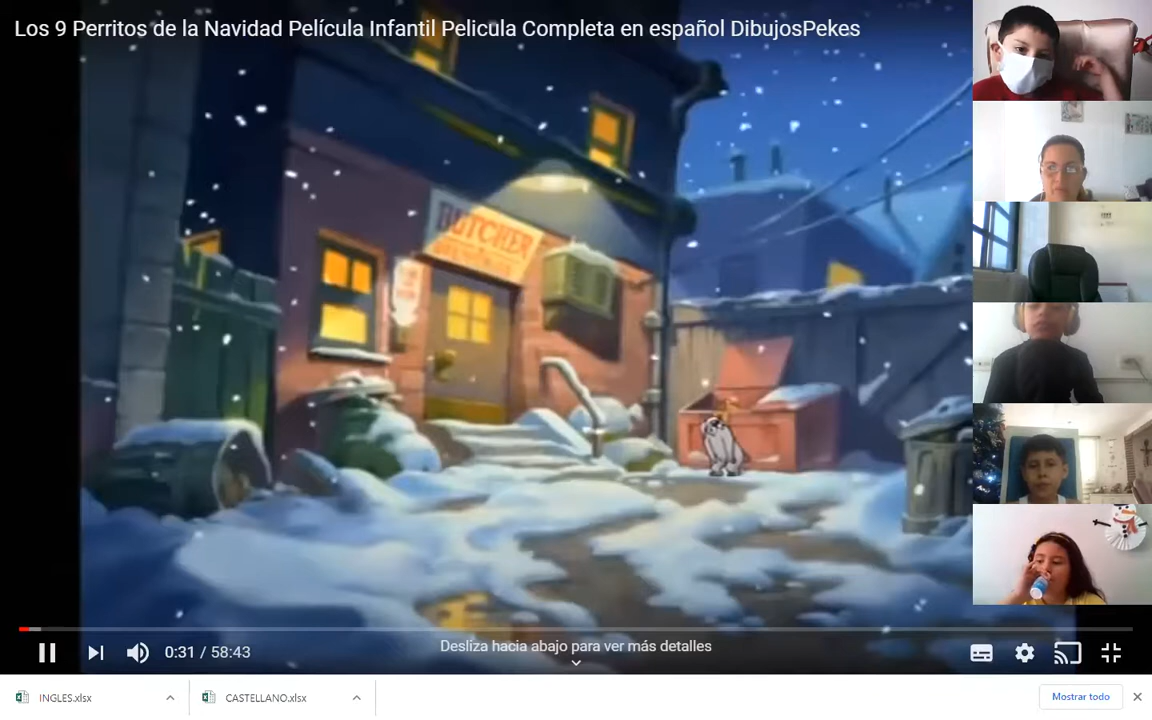 Los 9 Perritos de la Navidad Película Infantil Pelicula Completa en español DibujosPekes
BUTCHER
0:31 / 58:43
Desliza hacia abajo para ver más detalles
INGLES.xlsx
CASTELLANO.xlsx
Mostrar todo